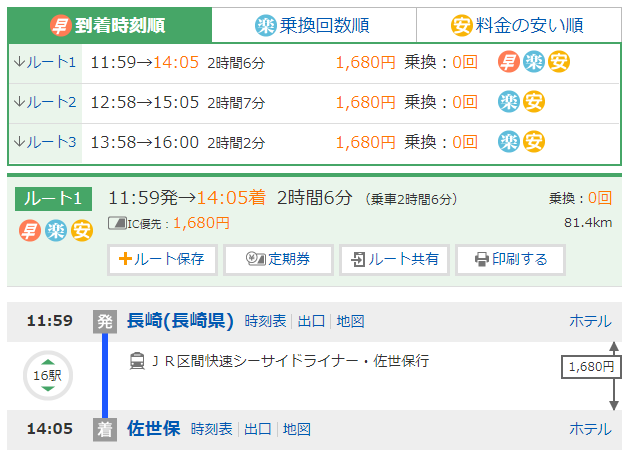 早 到着時刻順 楽 乗換回数順 安 料金の安い順
↓ルート1 11:59→14:05 2時間6分 1,680円 乗換：0回 早 楽 安
↓ルート2 12:58→15:05 2時間7分 1,680円 乗換：0回 楽 安
↓ルート3 13:58→16:00 2時間2分 1,680円 乗換：0回 楽 安
ルート1 11:59発→14:05着 2時間6分 （乗車2時間6分） 乗換：0回
早 楽 安 IC優先：1,680円 81.4km
ルート保存 定期券 ルート共有 印刷する
11:59 発 長崎(長崎県) 時刻表 出口 地図 ホテル
16駅 ＪＲ区間快速シーサイドライナー・佐世保行 1,680円
14:05 着 佐世保 時刻表 出口 地図 ホテル